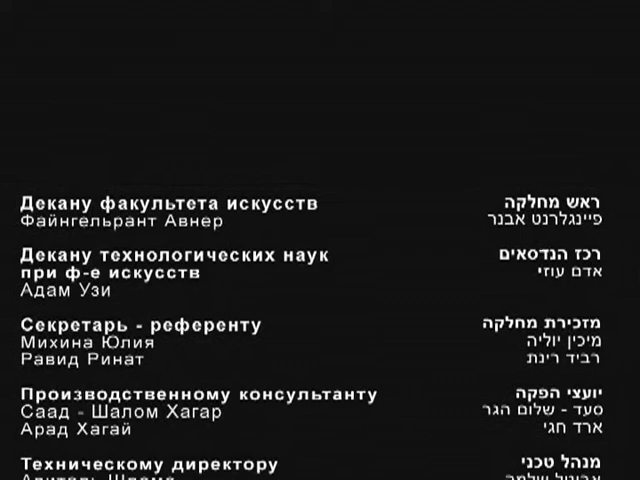 Декану факультета искусств
Файнгельрант Авнер
Декану технологических наук
при ф-е искусств
Адам Узи
Секретарь - референту
Михина Юлия
Равид Ринат
Производственному консультанту
Саад - Шалом Хагар
Арад Хагай
Техническому директору
ראש מחלקה
פיינגלרנט אבנר
רכז הנדסאים
אדם עוזי
מזכירת מחלקה
מיכין יוליה
רביד רינת
יועצי הפקה
סעד - שלום הגר
ארד חגי
מנהל טכני